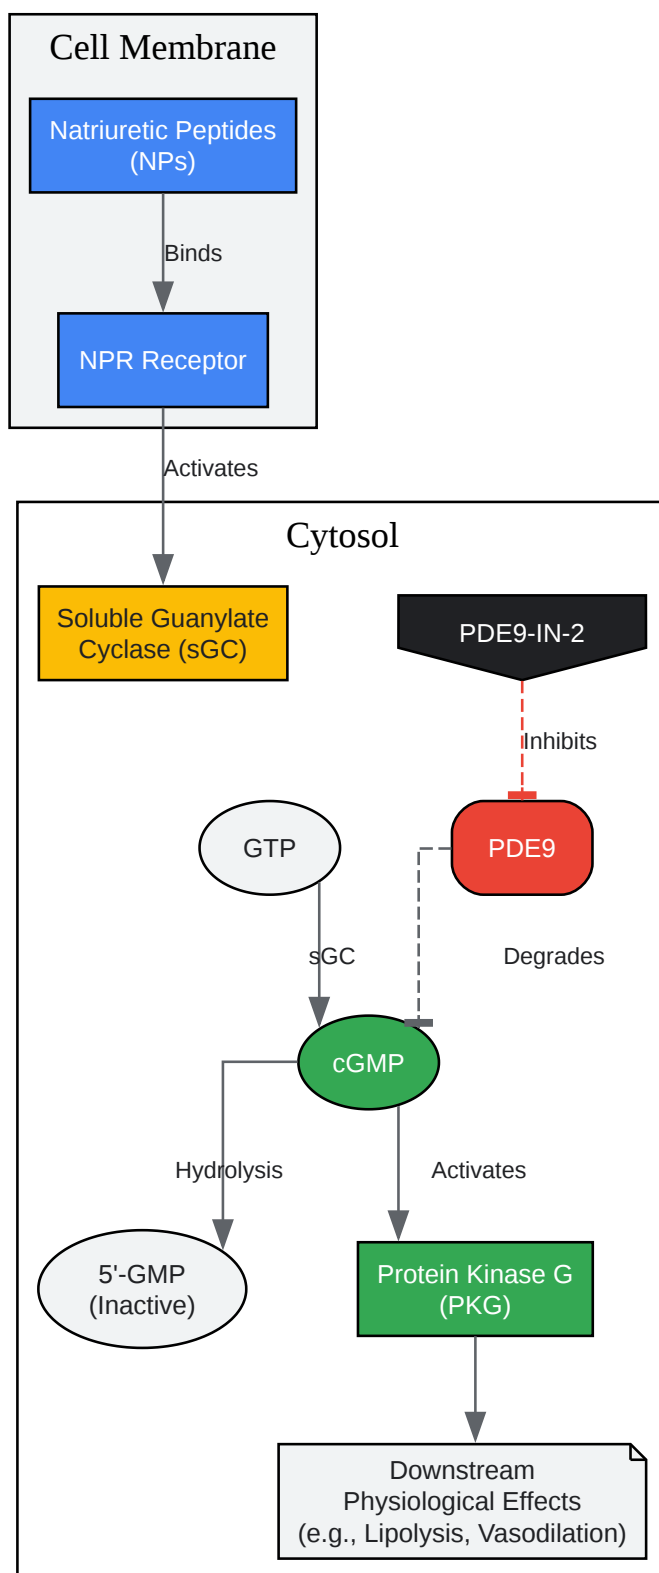 Cell Membrane
Natriuretic Peptides
(NPs)
Binds
NPR Receptor
Activates
Cytosol
Soluble Guanylate
Cyclase (sGC)
PDE9-IN-2
Inhibits
GTP
PDE9
sGC
Degrades
cGMP
Hydrolysis
Activates
5'-GMP
(Inactive)
Protein Kinase G
(PKG)
Downstream
Physiological Effects
(e.g., Lipolysis, Vasodilation)